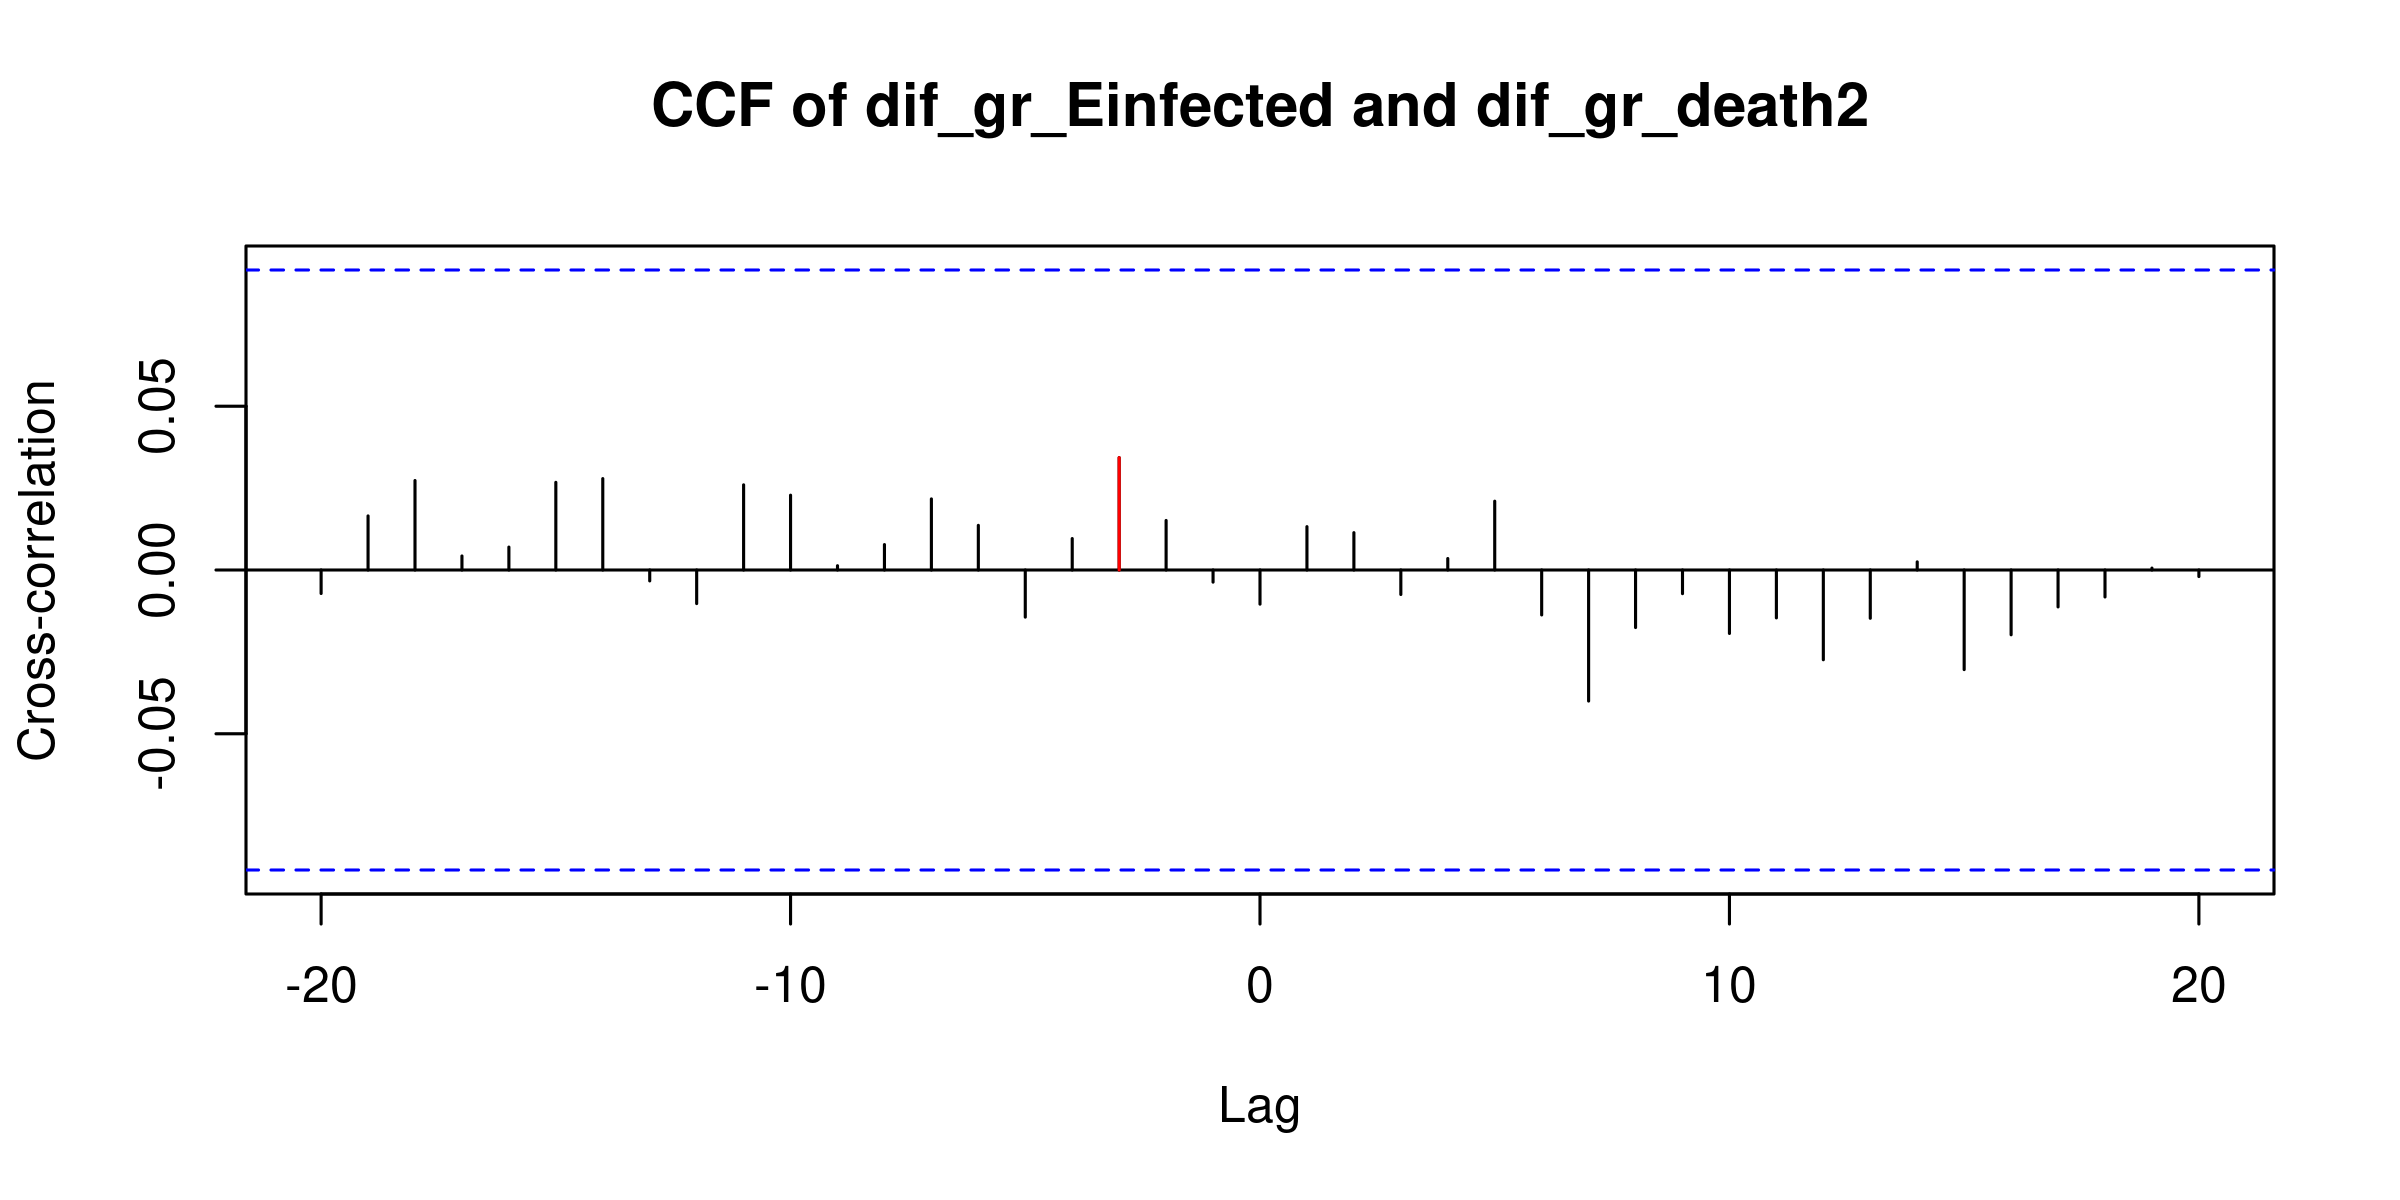 CCF of dif_gr_Einfected and dif_gr_death2
Cross-correlation
0.05
0.00
-0.05
-20 -10 0 10 20
Lag